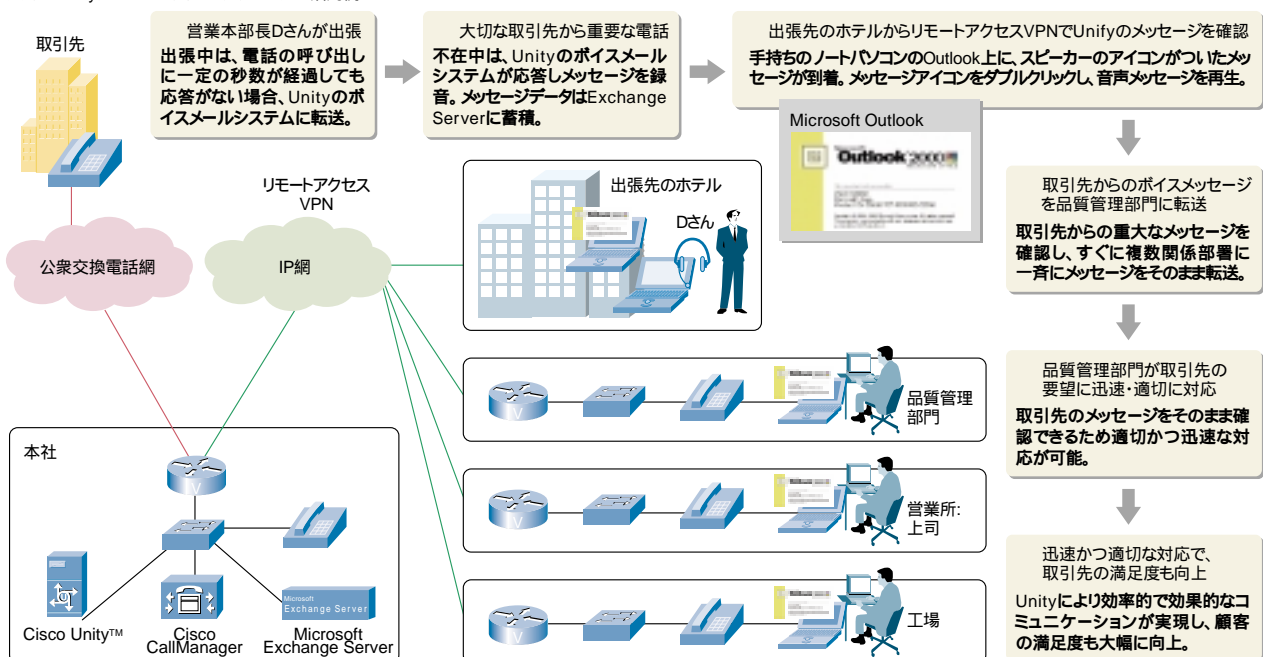 取引先
営業本部長Dさんが出張
出張中は、電話の呼び出し
に一定の秒数が経過しても
応答がない場合、Unityのボ
イスメールシステムに転送。
大切な取引先から重要な電話
不在中は、Unityのボイスメール
システムが応答しメッセージを録
音。メッセージデータはExchange
Serverに蓄積。
出張先のホテルからリモートアクセスVPNでUnifyのメッセージを確認
手持ちのノートパソコンのOutlook上に、スピーカーのアイコンがついたメッ
セージが到着。メッセージアイコンをダブルクリックし、音声メッセージを再生。
Microsoft Outlook
Outlook 2000
取引先からのボイスメッセージ
を品質管理部門に転送
取引先からの重大なメッセージを
確認し、すぐに複数関係部署に
一斉にメッセージをそのまま転送。
品質管理部門が取引先の
要望に迅速・適切に対応
取引先のメッセージをそのまま確
認できるため適切かつ迅速な対
応が可能。
迅速かつ適切な対応で、
取引先の満足度も向上
Unityにより効率的で効果的なコ
ミュニケーションが実現し、顧客
の満足度も大幅に向上。
リモートアクセス
VPN
公衆交換電話網
IP網
出張先のホテル
Dさん
品質管理
部門
営業所:
上司
工場
本社
V
V
V
V
Cisco Unity™
Cisco
CallManager
Microsoft
Exchange Server
Microsoft
Exchange Server